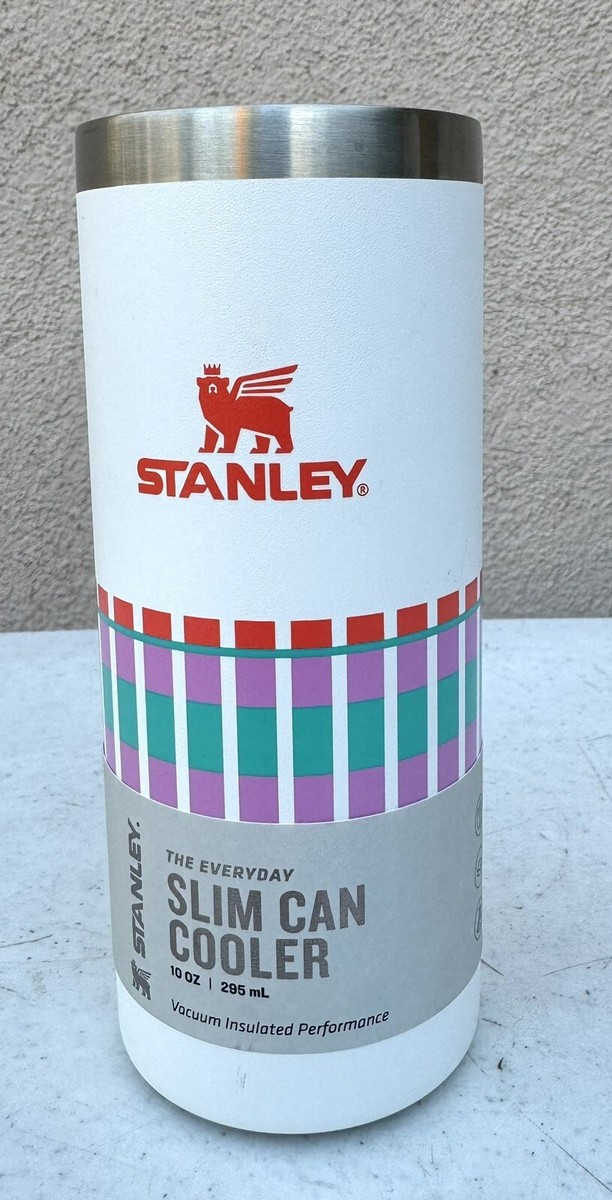 STANLEY®
STANLEY.
THE EVERYDAY
SLIM CAN
COOLER
10 OZ | 295 mL
Vacuum Insulated Performance